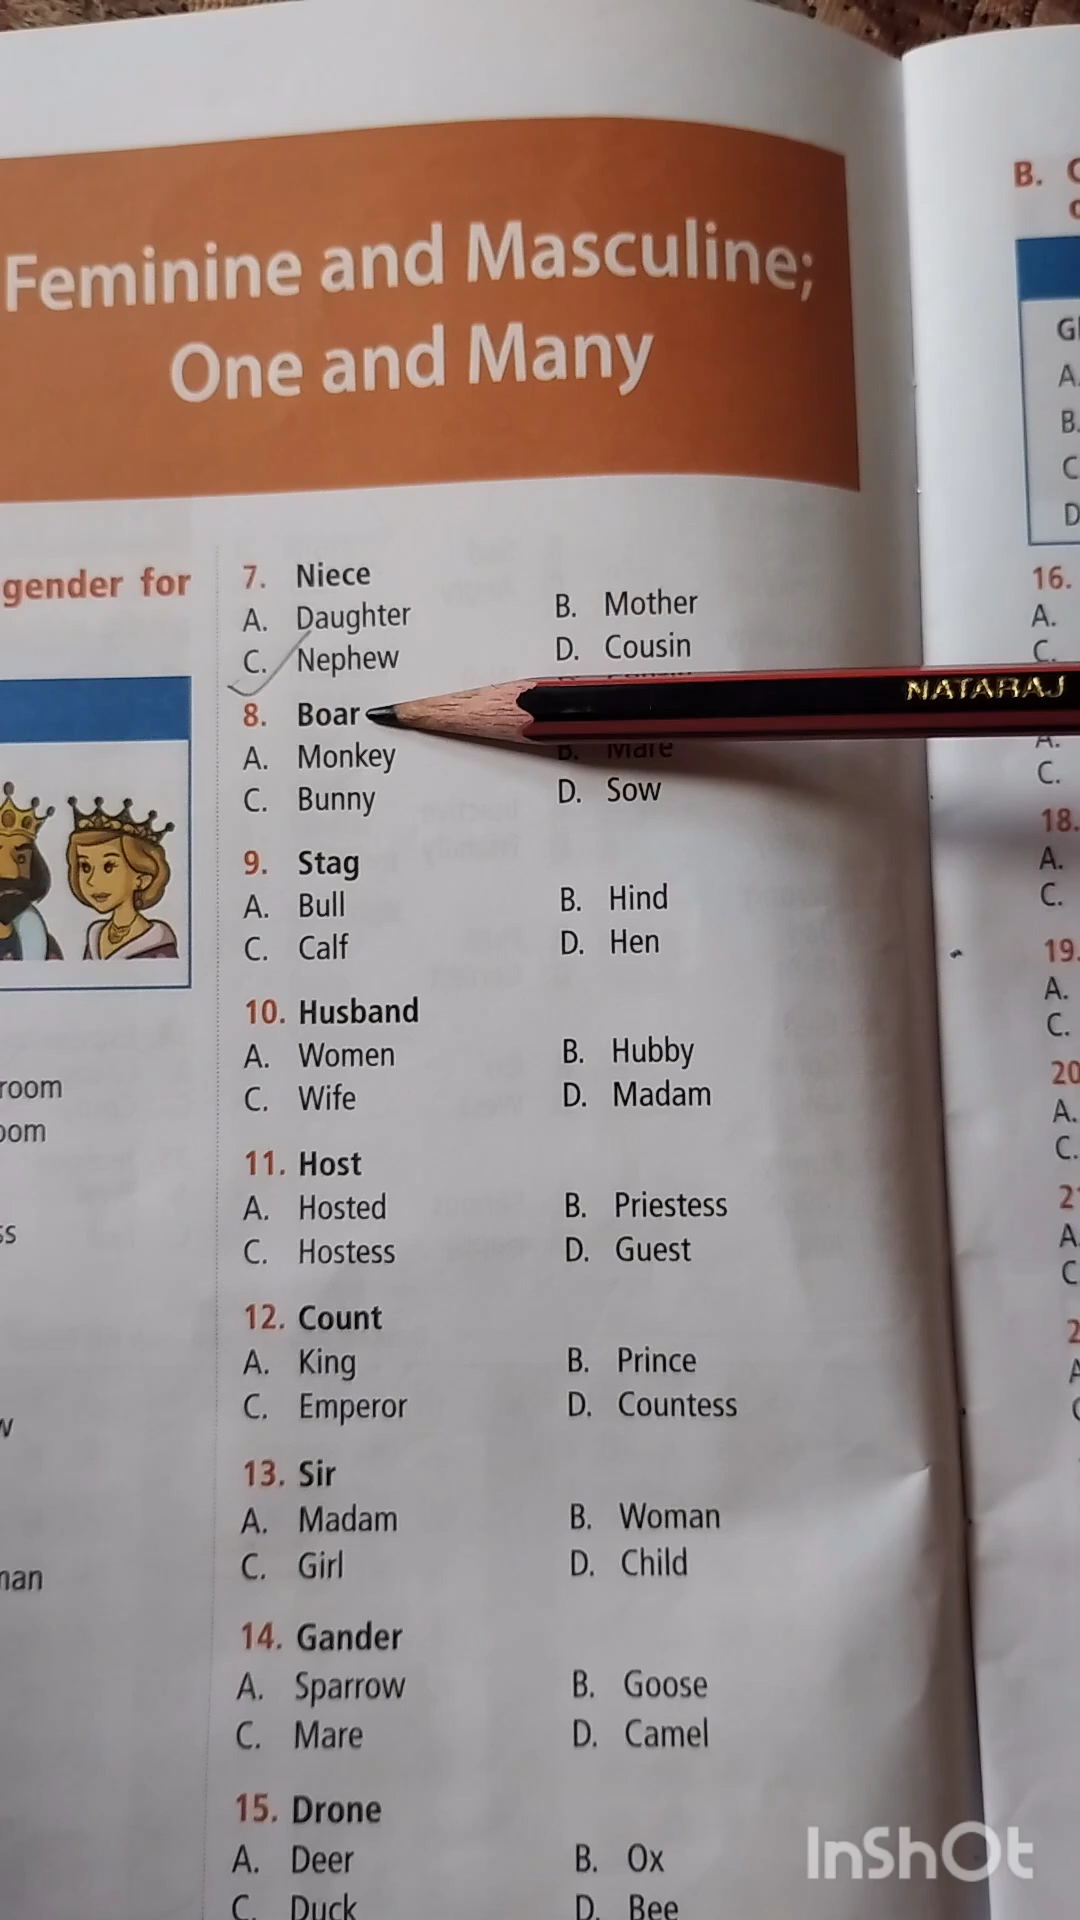 Feminine and Masculine;
One and Many
gender for
room
7. Niece
A. Daughter B. Mother
C. Nephew D. Cousin
8. Boar
A. Monkey B. Mare
C. Bunny D. Sow
9. Stag
A. Bull B. Hind
C. Calf D. Hen
10. Husband
A. Women B. Hubby
C. Wife D. Madam
11. Host
A. Hosted B. Priestess
C. Hostess D. Guest
12. Count
A. King B. Prince
C. Emperor D. Countess
13. Sir
A. Madam B. Woman
C. Girl D. Child
14. Gander
A. Sparrow B. Goose
C. Mare D. Camel
15. Drone
A. Deer B. Ox
C. Duck D. Bee
NATARAJ
B.
A.
B.
C
D
16.
A.
C.
A.
C.
18.
A.
C.
19.
A.
C.
20
A.
C.
A
C
InShOt